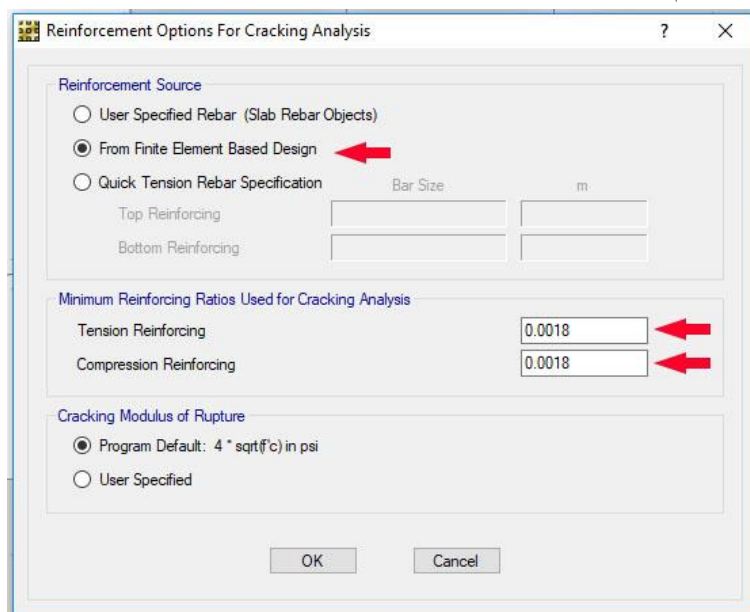 Reinforcement Options For Cracking Analysis ? X
Reinforcement Source
User Specified Rebar (Slab Rebar Objects)
From Finite Element Based Design
Quick Tension Rebar Specification Bar Size m
Top Reinforcing
Bottom Reinforcing
Minimum Reinforcing Ratios Used for Cracking Analysis
Tension Reinforcing 0.0018
Compression Reinforcing 0.0018
Cracking Modulus of Rupture
Program Default: 4 * sqrt(f'c) in psi
User Specified
OK Cancel